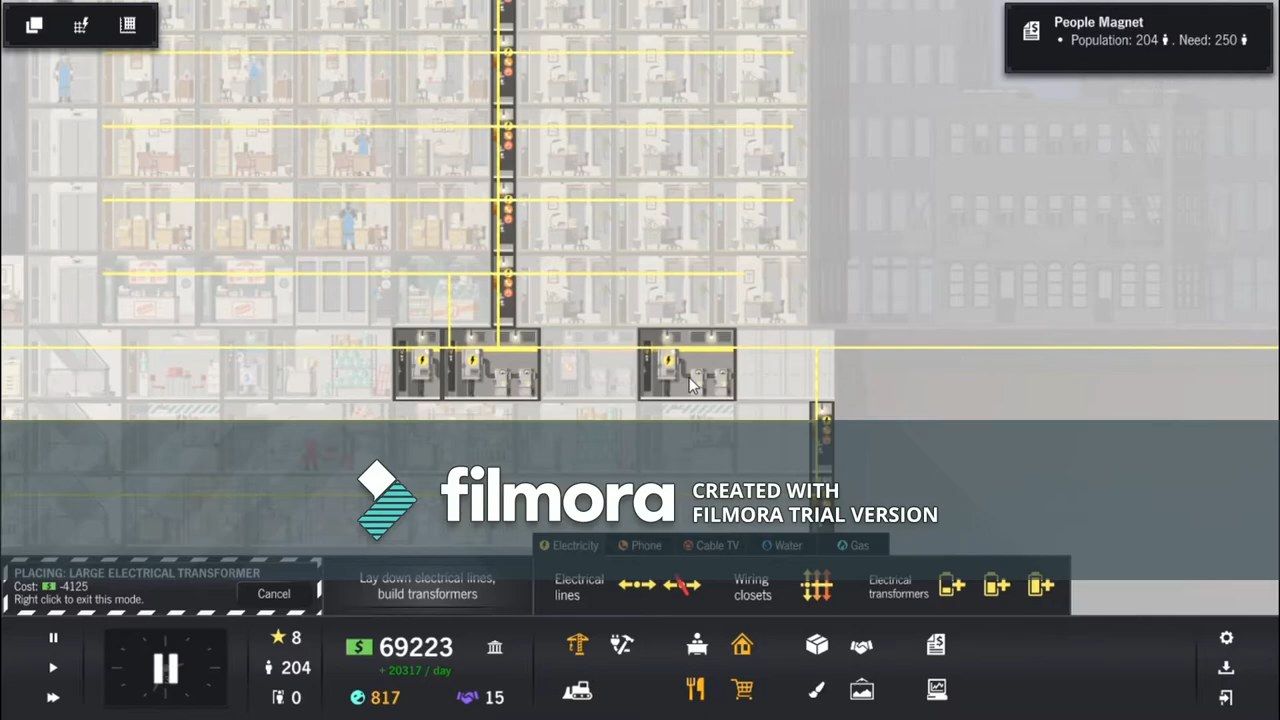 People Magnet
• Population: 204 . Need: 250
filmora CREATED WITH
FILMORA TRIAL VERSION
Electricity Phone Cable TV Water Gas
PLACING: LARGE ELECTRICAL TRANSFORMER
Cost: $ -4125
Right click to exit this mode.
Cancel
Lay down electrical lines,
build transformers
Electrical
lines
Wiring
closets
Electrical
transformers
8
204
0
$ 69223
+ 20317 / day
817
15